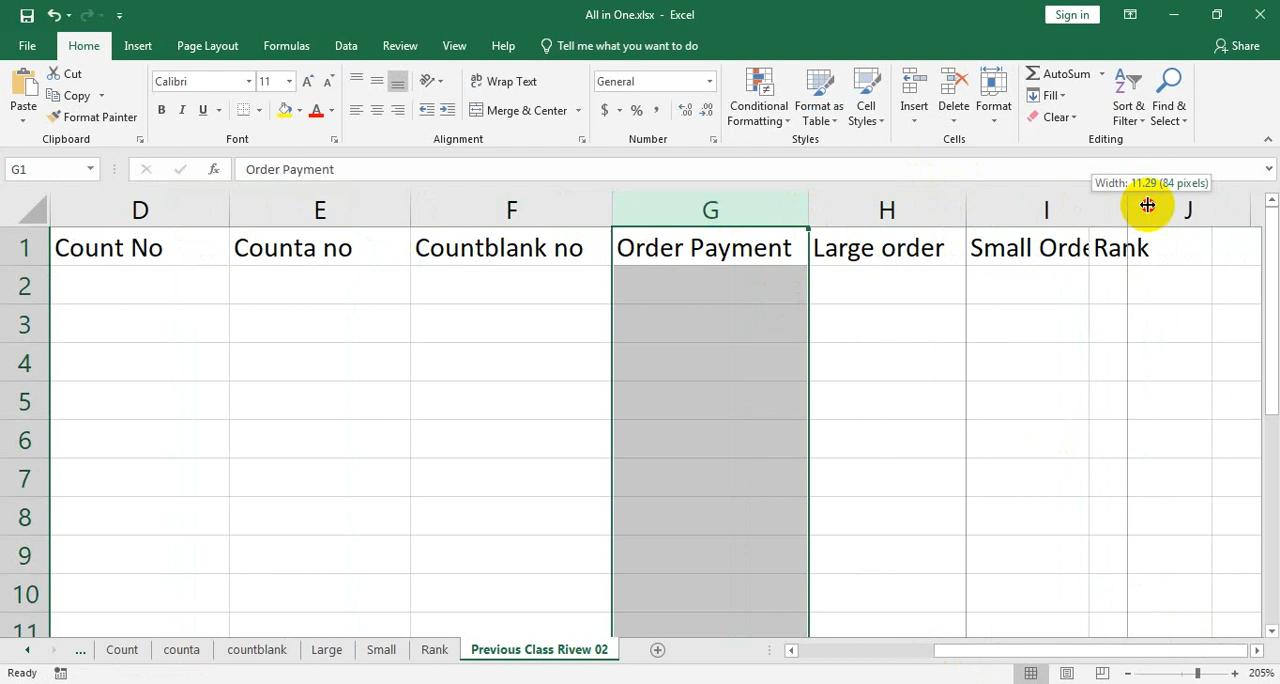 All in One.xlsx - Excel
Sign in
File Home Insert Page Layout Formulas Data Review View Help Tell me what you want to do Share
Paste
Cut
Copy
Format Painter
Clipboard
Calibri 11
B I U
Font
Wrap Text
Merge & Center
Alignment
General
$ % ,
Number
Conditional Formatting
Format as Table
Cell Styles
Styles
Insert Delete Format
Cells
AutoSum
Fill
Clear
Sort & Filter
Find & Select
Editing
G1 fx Order Payment
Width: 11.29 (84 pixels)
D E F G H I J
1 Count No Counta no Countblank no Order Payment Large order Small Orde Rank
2
3
4
5
6
7
8
9
10
11
... Count counta countblank Large Small Rank Previous Class Rivew 02
Ready 205%